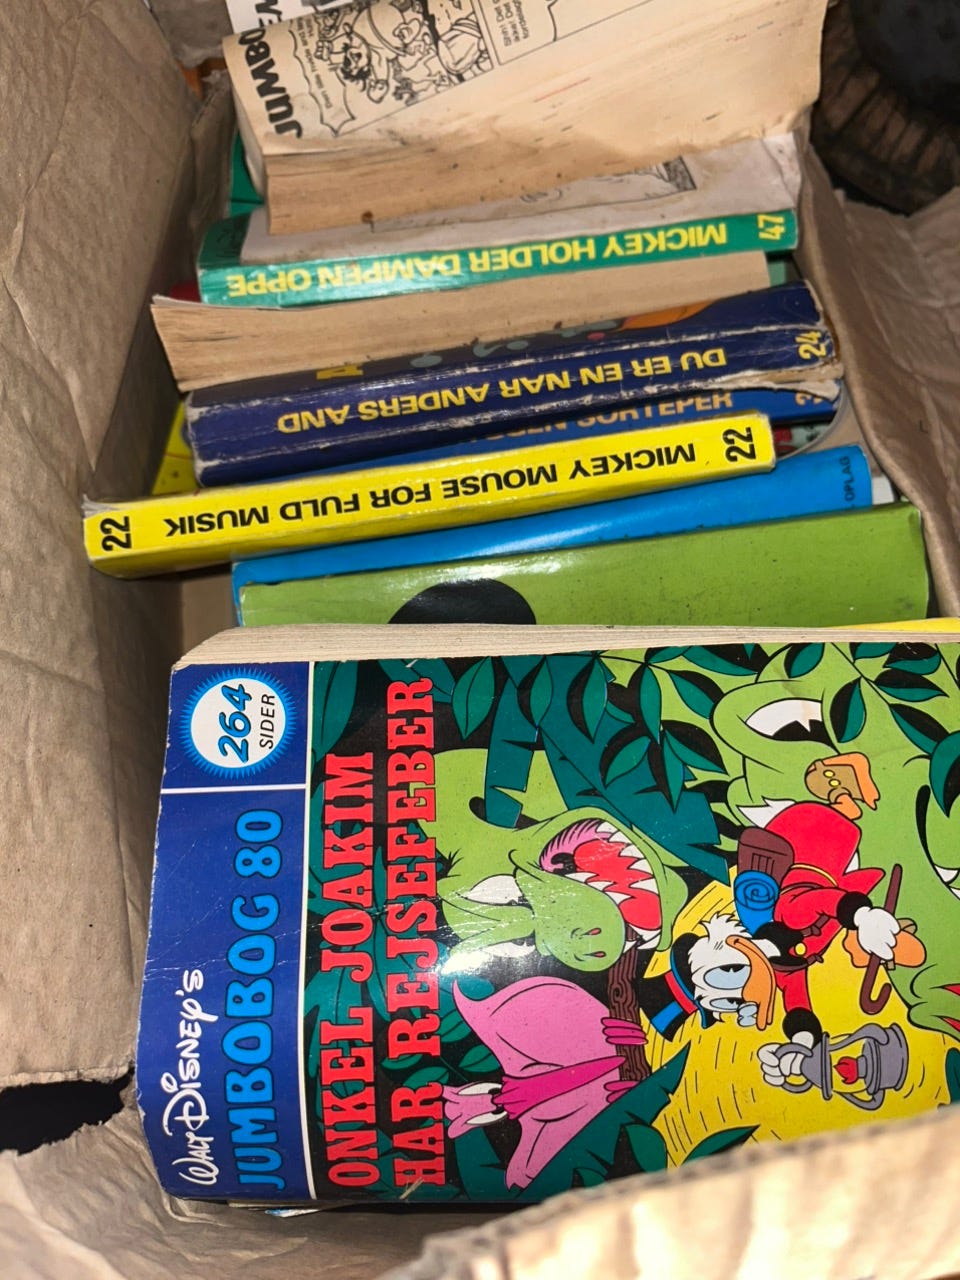 JUMBO
MICKEY HOLDER DAMPEN OPPE
47
DU ER EN NAR ANDERS AND
24
SORTEPER
MICKEY MOUSE FOR FULD MUSIK
22
22
OPLAG
264
SIDER
WALT DISNEY'S
JUMBOBOG 80
ONKEL JOAKIM
HAR REJSEFEBER